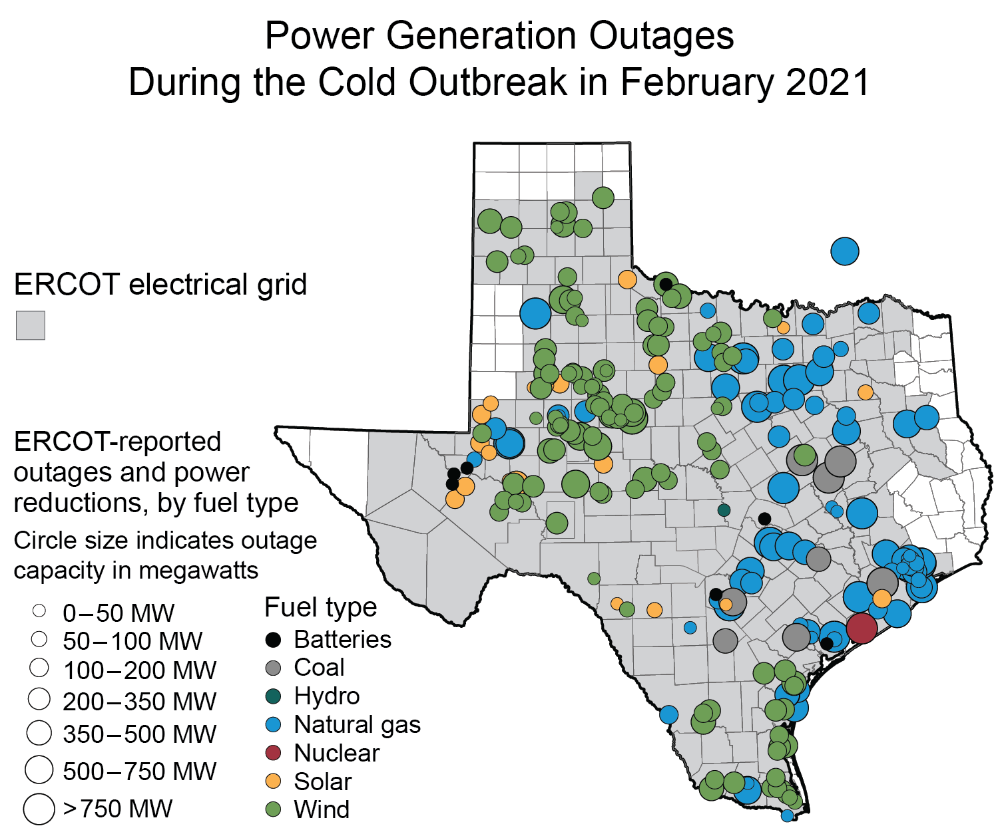 Power Generation Outages
During the Cold Outbreak in February 2021
ERCOT electrical grid
ERCOT-reported
outages and power
reductions, by fuel type
Circle size indicates outage
capacity in megawatts
0–50 MW
50–100 MW
100–200 MW
200–350 MW
350–500 MW
500–750 MW
>750 MW
Fuel type
Batteries
Coal
Hydro
Natural gas
Nuclear
Solar
Wind